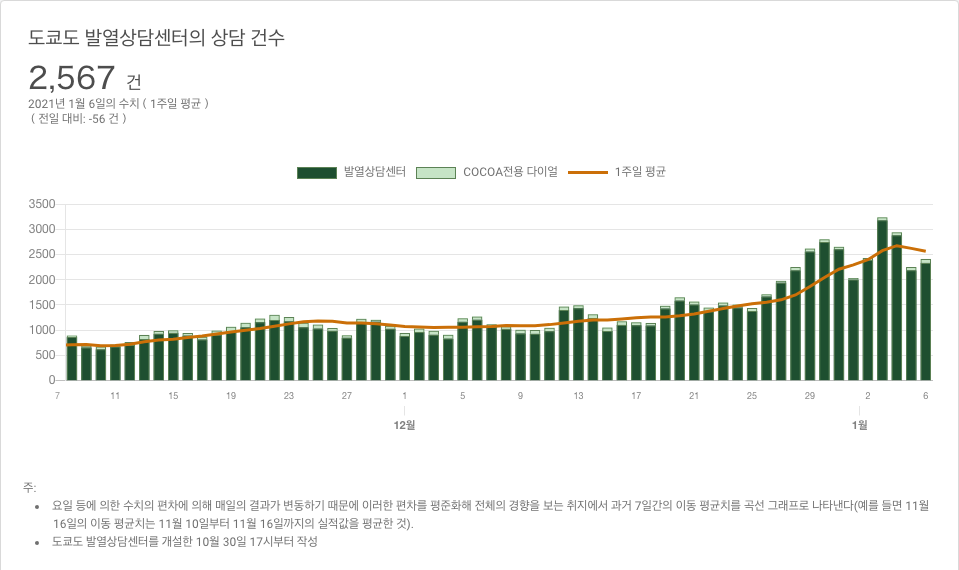 도쿄도 발열상담센터의 상담 건수
2,567 건
2021년 1월 6일의 수치 ( 1주일 평균 )
( 전일 대비: -56 건 )
발열상담센터 COCOA전용 다이얼 1주일 평균
3500
3000
2500
2000
1500
1000
500
0
7 11 15 19 23 27 1 5 9 13 17 21 25 29 2 6
12월 1월
주:
• 요일 등에 의한 수치의 편차에 의해 매일의 결과가 변동하기 때문에 이러한 편차를 평준화해 전체의 경향을 보는 취지에서 과거 7일간의 이동 평균치를 곡선 그래프로 나타낸다(예를 들면 11월
16일의 이동 평균치는 11월 10일부터 11월 16일까지의 실적값을 평균한 것).
• 도쿄도 발열상담센터를 개설한 10월 30일 17시부터 작성